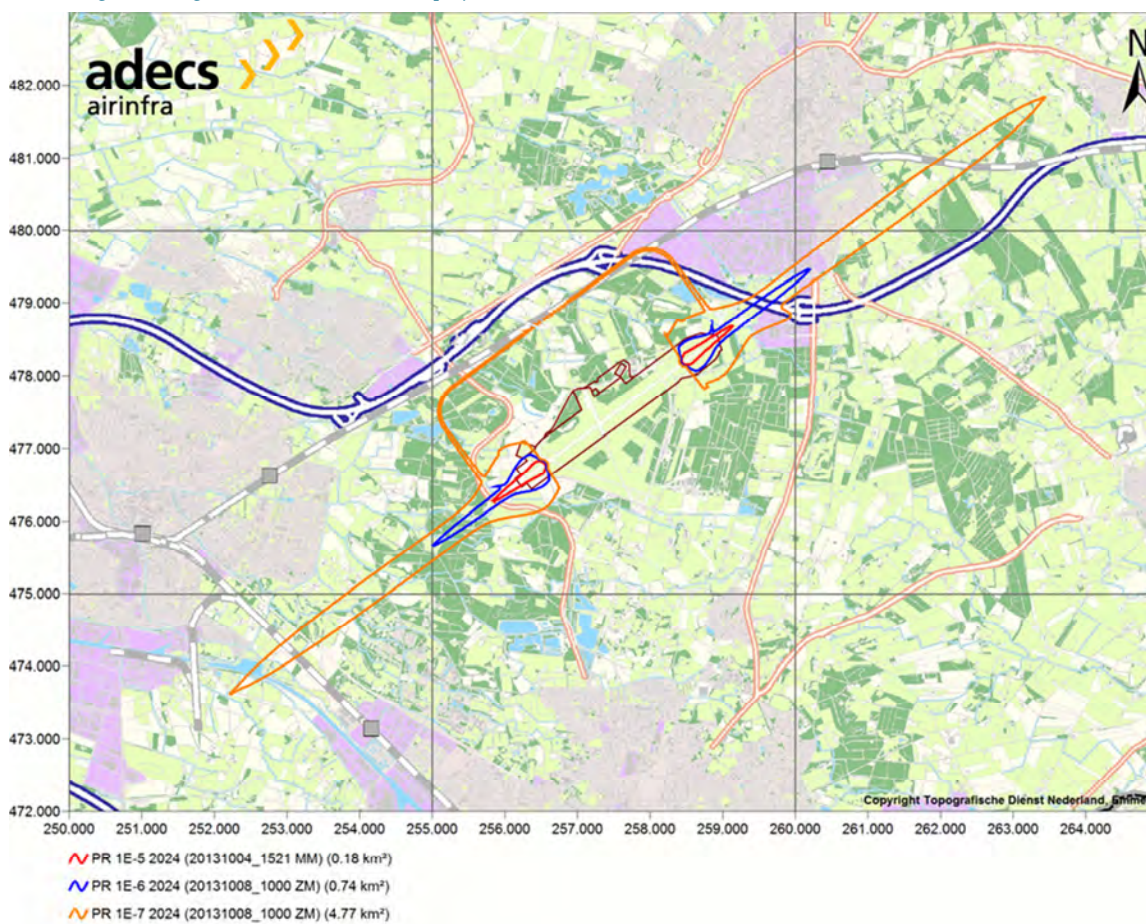 adecs
airinfra
N
482.000
481.000
480.000
479.000
478.000
477.000
476.000
475.000
474.000
473.000
472.000
Copyright Topografische Dienst Nederland,
250.000 251.000 252.000 253.000 254.000 255.000 256.000 257.000 258.000 259.000 260.000 261.000 262.000 263.000 264.000
PR 1E-5 2024 (20131004_1521 MM) (0.18 km²)
PR 1E-6 2024 (20131008_1000 ZM) (0.74 km²)
PR 1E-7 2024 (20131008_1000 ZM) (4.77 km²)